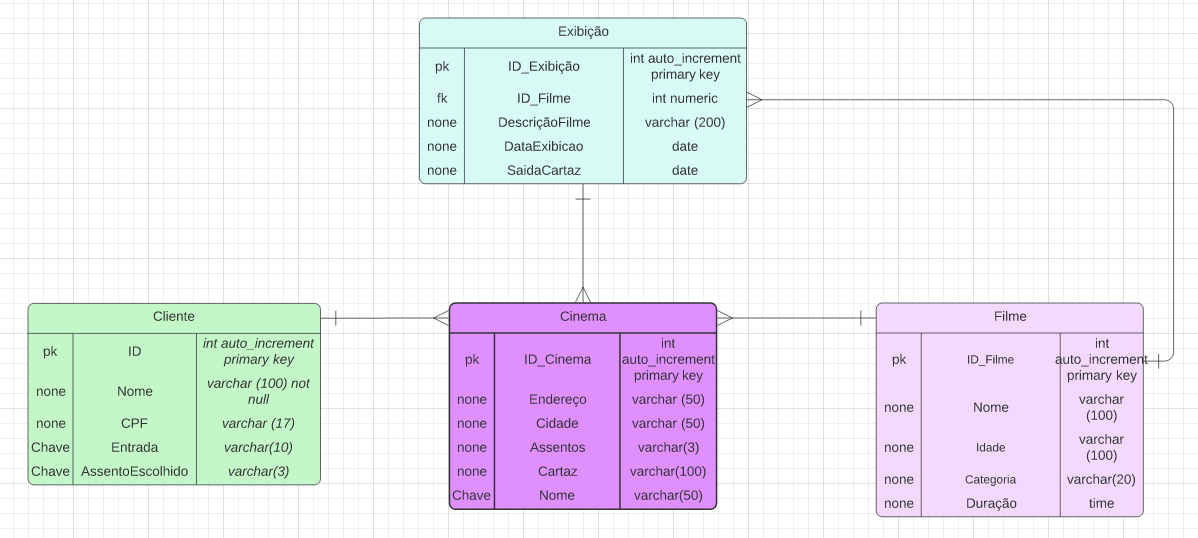 Exibição
pk ID_Exibição int auto_increment
primary key
fk ID_Filme int numeric
none DescriçãoFilme varchar (200)
none DataExibicao date
none SaidaCartaz date
Cliente
pk ID int auto_increment
primary key
none Nome varchar (100) not
null
none CPF varchar (17)
Chave Entrada varchar(10)
Chave AssentoEscolhido varchar(3)
Cinema
pk ID_Cinema int
auto_increment
primary key
none Endereço varchar (50)
none Cidade varchar (50)
none Assentos varchar(3)
none Cartaz varchar(100)
Chave Nome varchar(50)
Filme
pk ID_Filme int
auto_increment
primary key
none Nome varchar
(100)
none Idade varchar
(100)
none Categoria varchar(20)
none Duração time